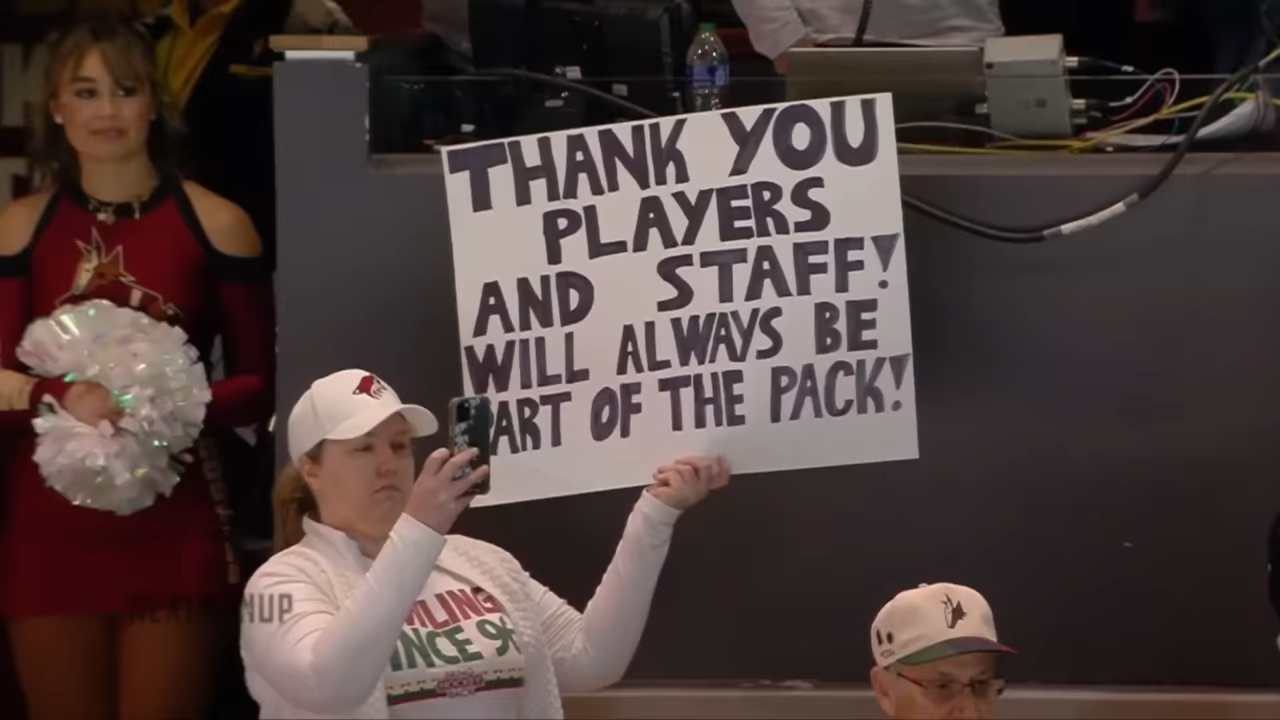 THANK YOU
PLAYERS
AND STAFF!
WILL ALWAYS BE
PART OF THE PACK!